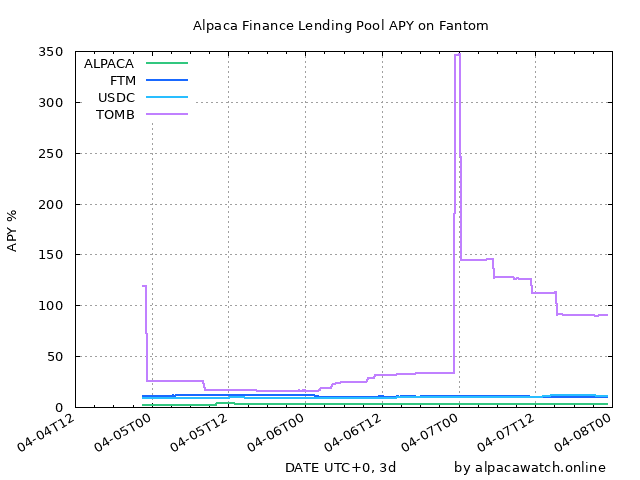 Alpaca Finance Lending Pool APY on Fantom
350
300
250
200
150
100
50
0
APY %
ALPACA
FTM
USDC
TOMB
04-04T12
04-05T00
04-05T12
04-06T00
04-06T12
04-07T00
04-07T12
04-08T00
DATE UTC+0, 3d
by alpacawatch.online